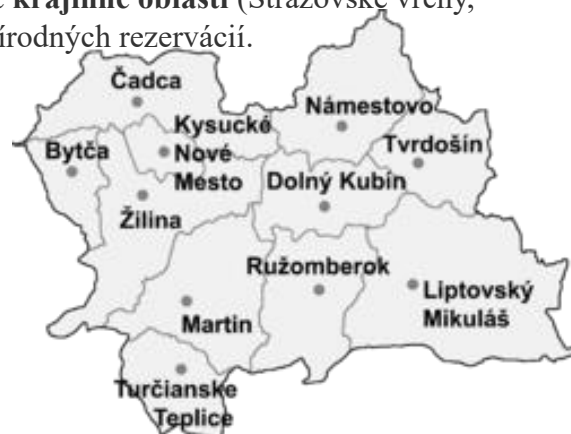 krajinné oblasti (Strážovské vrchy,
írodných rezervácií.
Čadca
Námestovo
Kysucké
Nové
Mesto
Bytča
Tvrdošín
Dolný Kubín
Žilina
Ružomberok
Liptovský
Mikuláš
Martin
Turčianske
Teplice